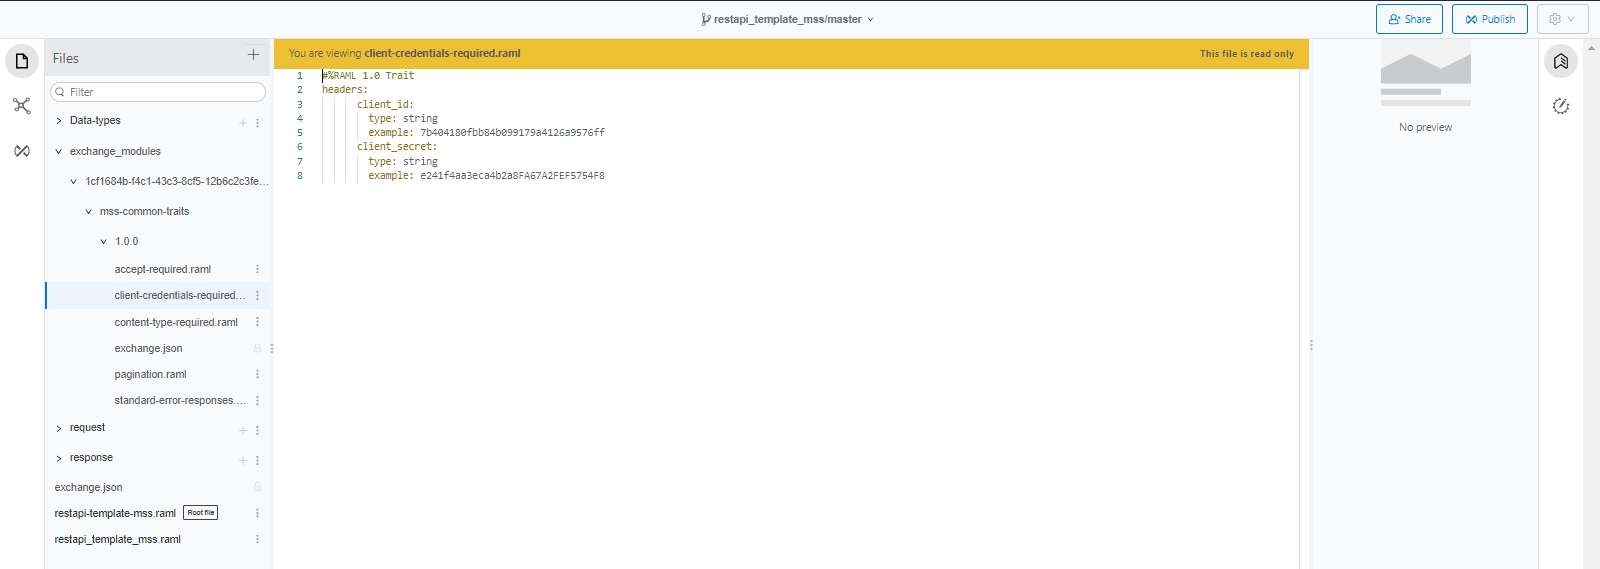 restapi_template_mss/master
Share
Publish
Files
Filter
Data-types
exchange_modules
1cf1684b-f4c1-43c3-8cf5-12b6c2c3fe...
mss-common-traits
1.0.0
accept-required.raml
client-credentials-required...
content-type-required.raml
exchange.json
pagination.raml
standard-error-responses....
request
response
exchange.json
restapi-template-mss.raml Root file
restapi_template_mss.raml
You are viewing client-credentials-required.raml
This file is read only
1 #%RAML 1.0 Trait
2 headers:
3 client_id:
4 type: string
5 example: 7b404180fbb84b099179a4126a9576ff
6 client_secret:
7 type: string
8 example: e241f4aa3eca4b2a8FA67A2FEF5754F8
No preview